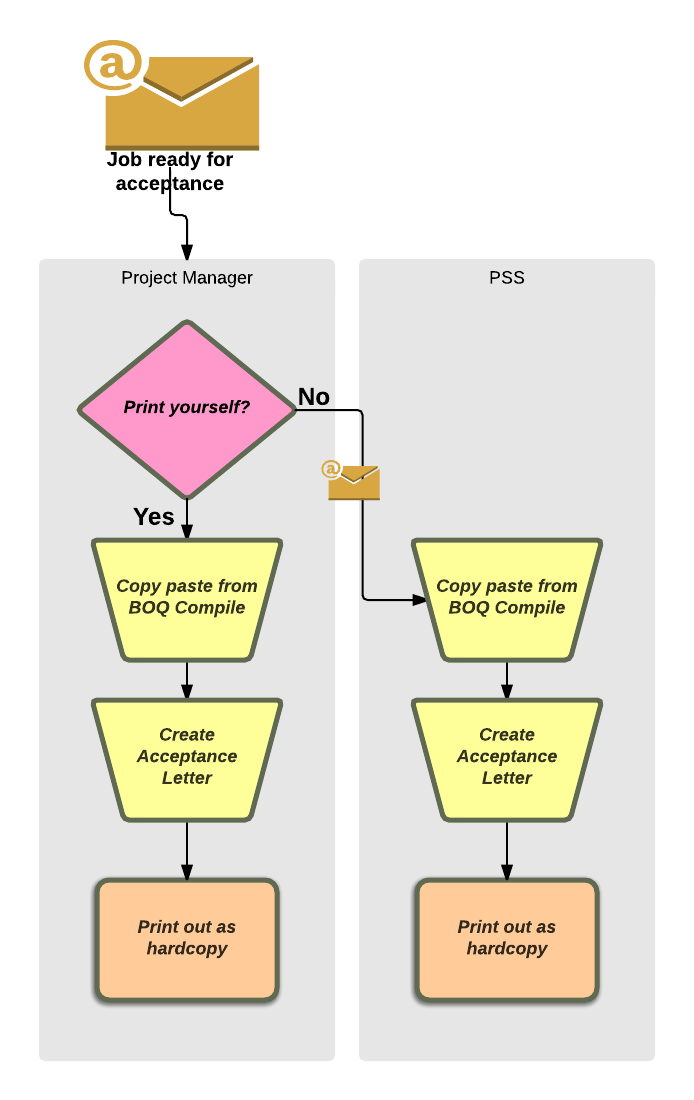 @
Job ready for
acceptance
Project Manager
PSS
Print yourself?
No
@
Yes
Copy paste from
BOQ Compile
Copy paste from
BOQ Compile
Create
Acceptance
Letter
Create
Acceptance
Letter
Print out as
hardcopy
Print out as
hardcopy